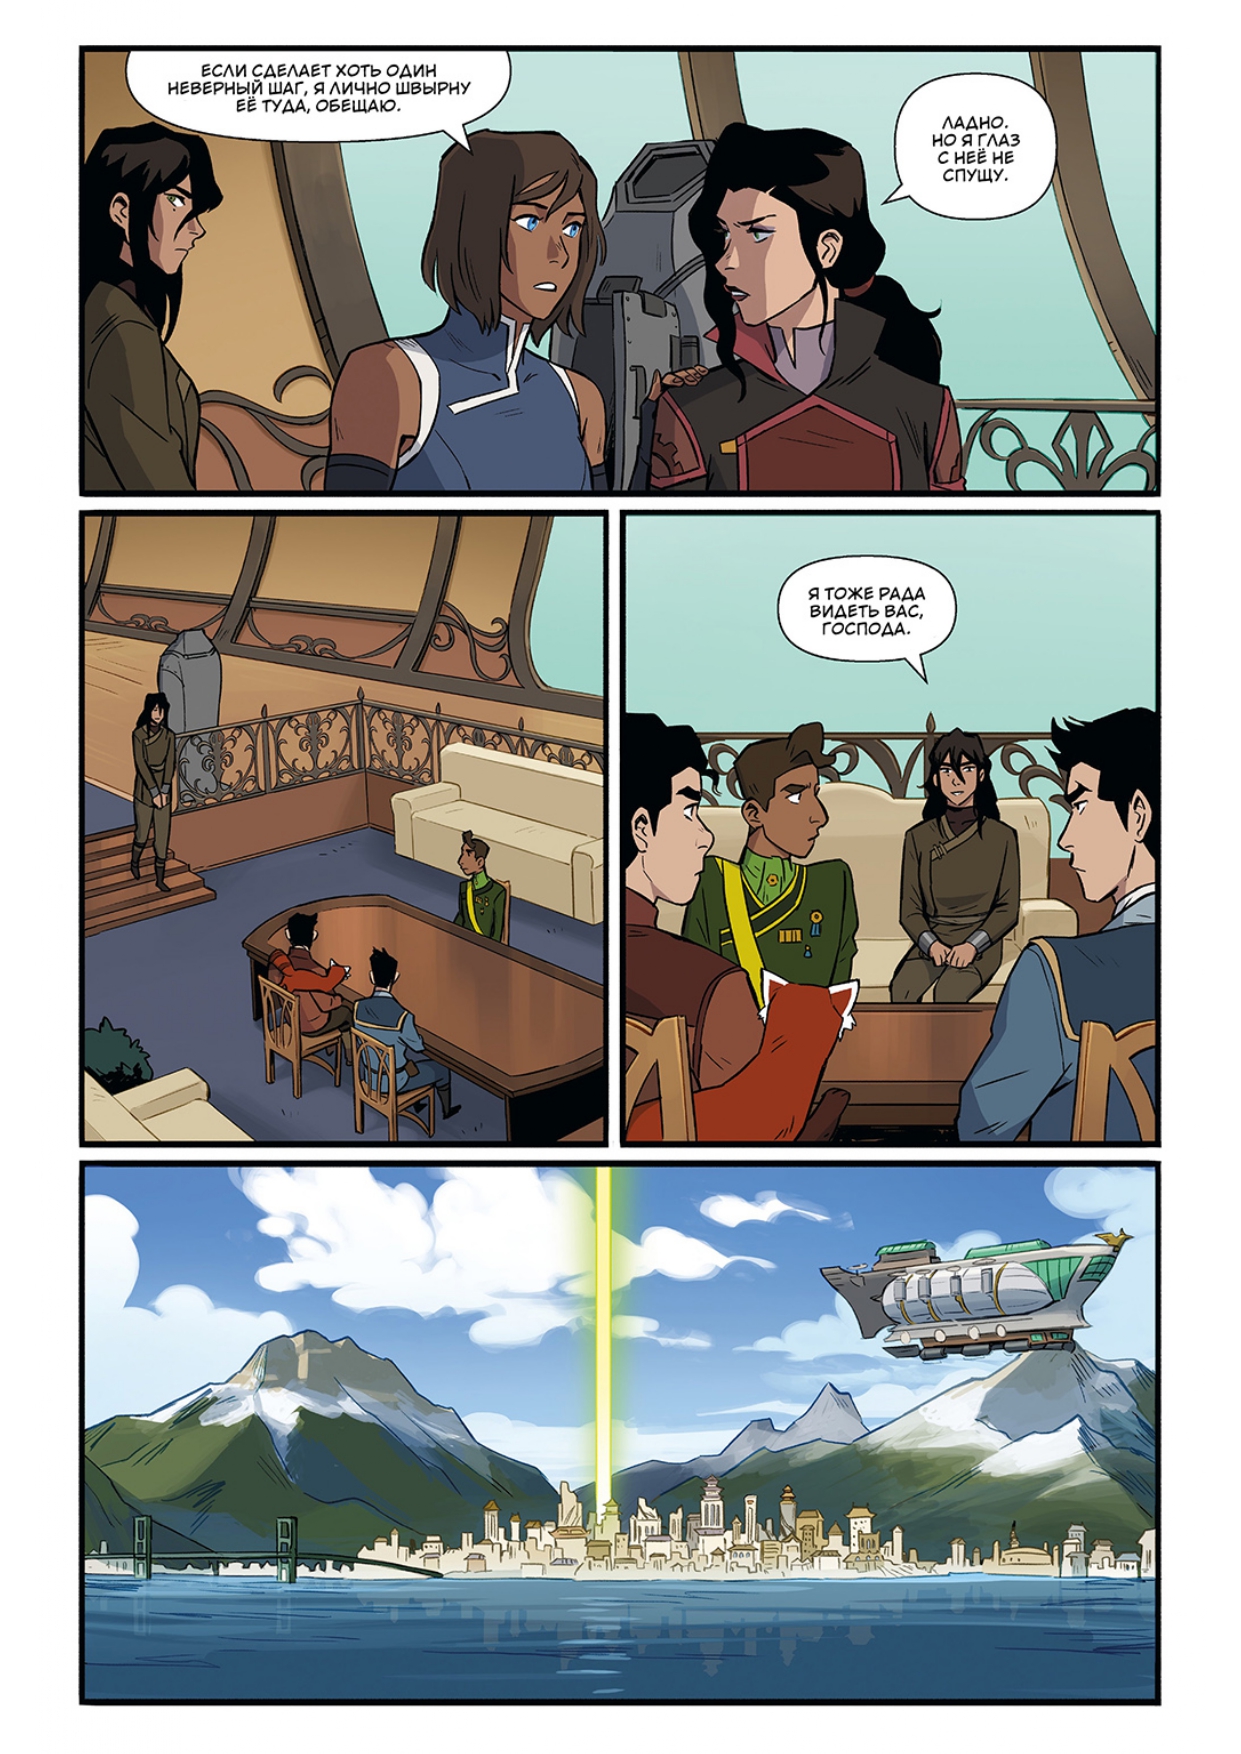 ЕСЛИ СДЕЛАЕТ ХОТЬ ОДИН
НЕВЕРНЫЙ ШАГ, Я ЛИЧНО ШВЫРНУ
ЕЁ ТУДА, ОБЕЩАЮ.
ЛАДНО.
НО Я ГЛАЗ
С НЕЁ НЕ
СПУЩУ.
Я ТОЖЕ РАДА
ВИДЕТЬ ВАС,
ГОСПОДА.